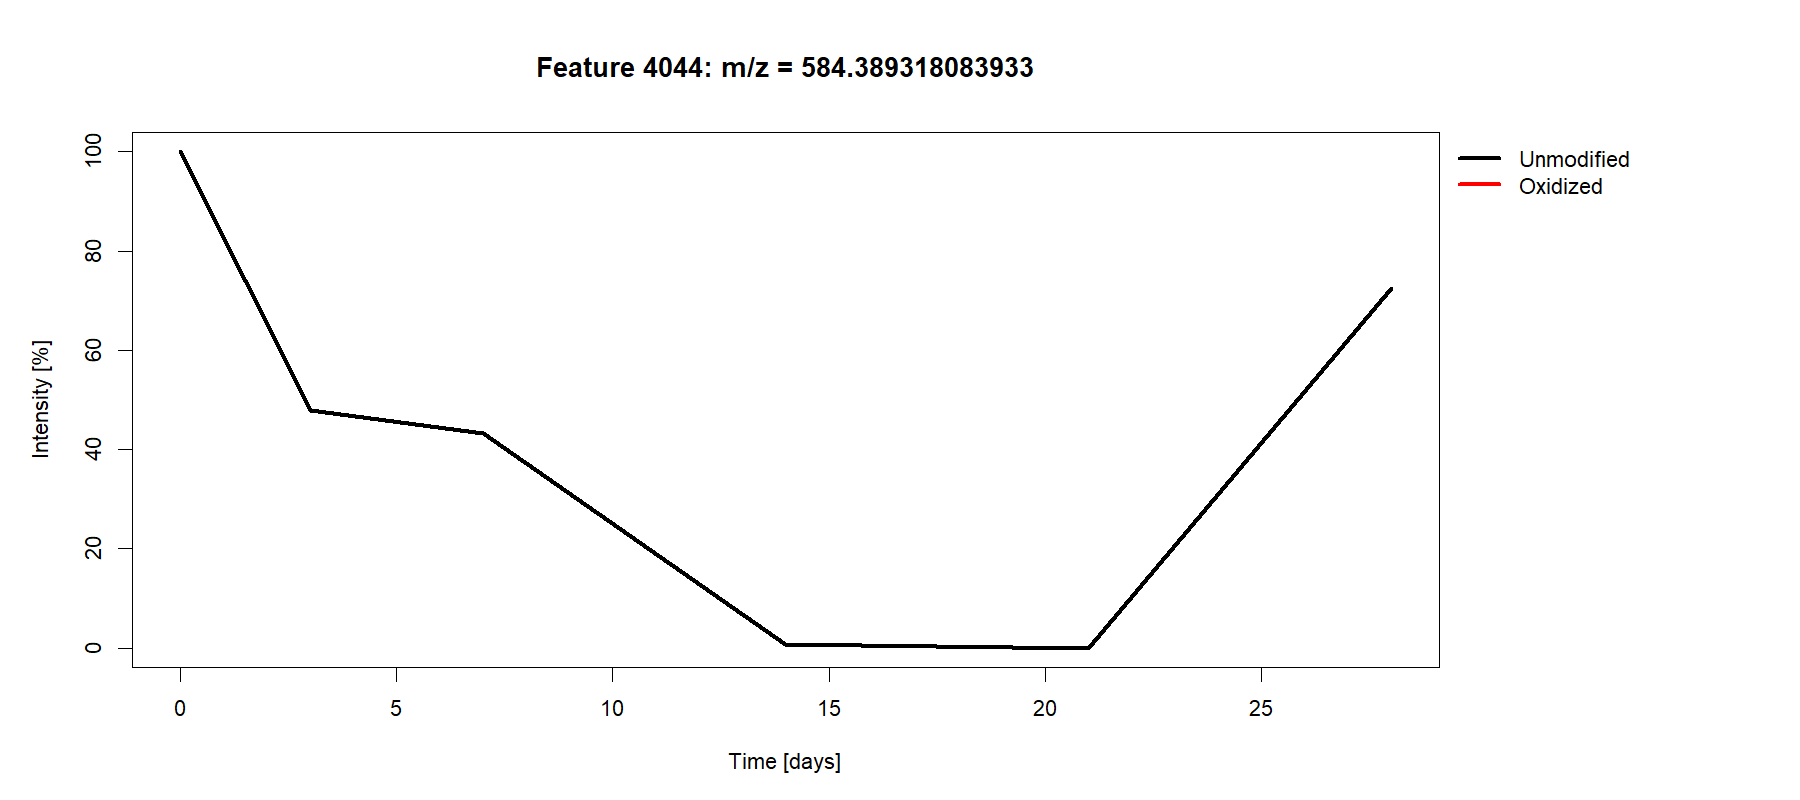 Feature 4044: m/z = 584.389318083933
Unmodified
Oxidized
Intensity [%]
100
80
60
40
20
0
0 5 10 15 20 25
Time [days]